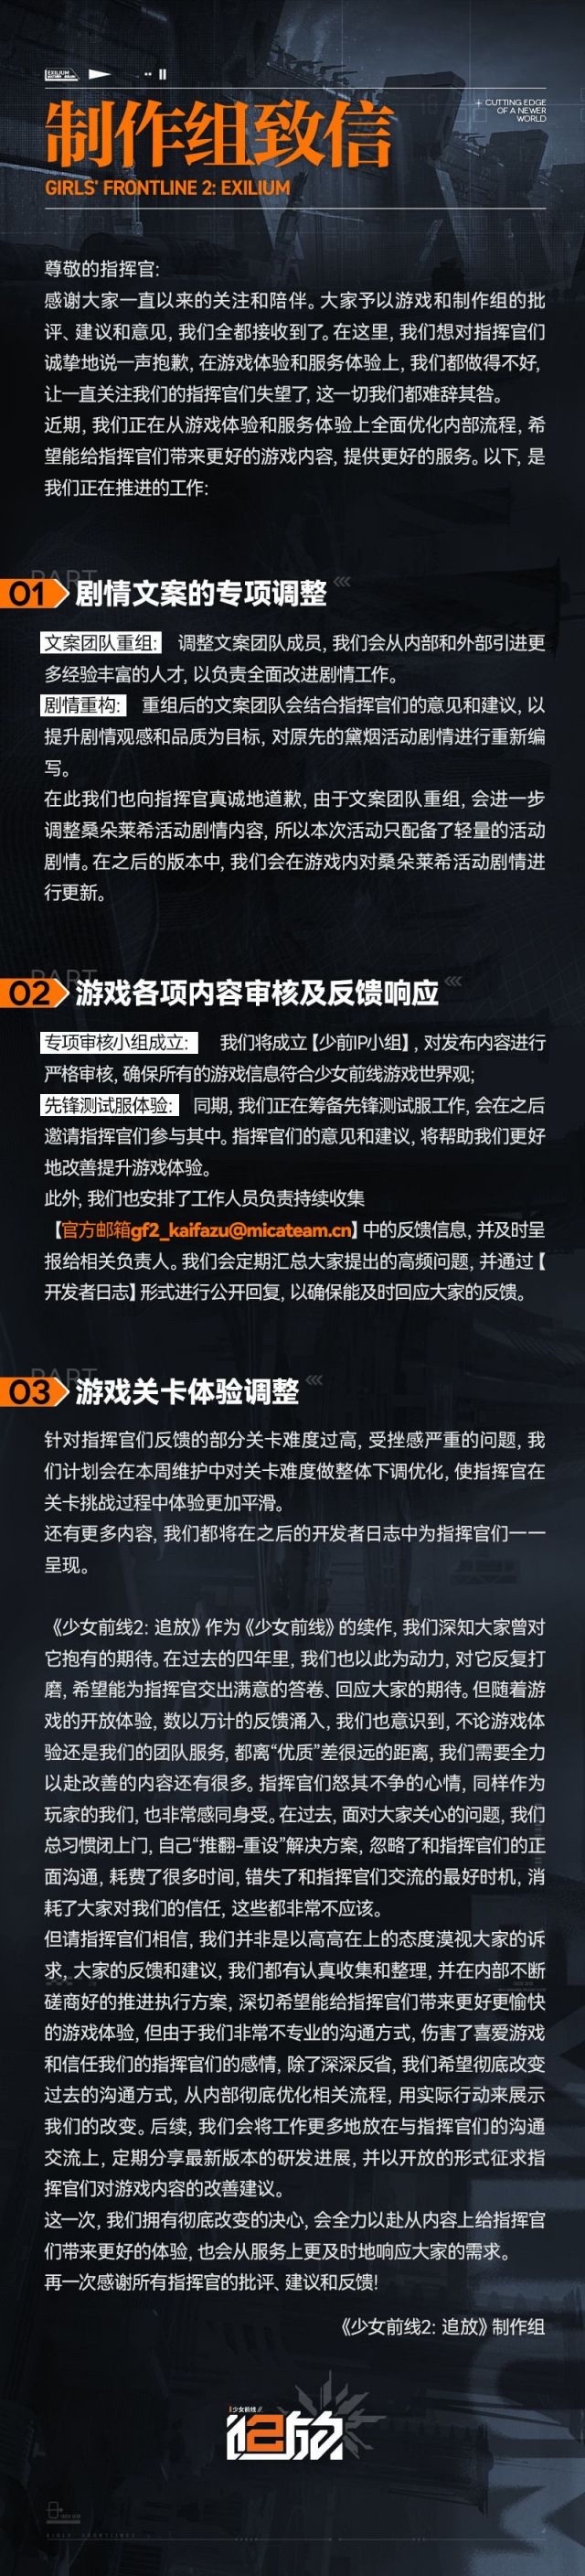 EXILIUM
CUTTING EDGE
OF A NEWER
WORLD
制作组致信
GIRLS' FRONTLINE 2: EXILIUM
尊敬的指挥官:
感谢大家一直以来的关注和陪伴。大家予以游戏和制作组的批
评、建议和意见, 我们全都接收到了。在这里, 我们想对指挥官们
诚挚地说一声抱歉, 在游戏体验和服务体验上, 我们都做得不好,
让一直关注我们的指挥官们失望了, 这一切我们都难辞其咎。
近期, 我们正在从游戏体验和服务体验上全面优化内部流程, 希
望能给指挥官们带来更好的游戏内容, 提供更好的服务。以下, 是
我们正在推进的工作:
PART
01 剧情文案的专项调整
文案团队重组: 调整文案团队成员, 我们会从内部和外部引进更
多经验丰富的人才, 以负责全面改进剧情工作。
剧情重构: 重组后的文案团队会结合指挥官们的意见和建议, 以
提升剧情观感和品质为目标, 对原先的黛烟活动剧情进行重新编
写。
在此我们也向指挥官真诚地道歉, 由于文案团队重组, 会进一步
调整桑朵莱希活动剧情内容, 所以本次活动只配备了轻量的活动
剧情。在之后的版本中, 我们会在游戏内对桑朵莱希活动剧情进
行更新。
PART
02 游戏各项内容审核及反馈响应
专项审核小组成立: 我们将成立【少前IP小组】, 对发布内容进行
严格审核, 确保所有的游戏信息符合少女前线游戏世界观;
先锋测试服体验: 同期, 我们正在筹备先锋测试服工作, 会在之后
邀请指挥官们参与其中。指挥官们的意见和建议, 将帮助我们更好
地改善提升游戏体验。
此外, 我们也安排了工作人员负责持续收集
【官方邮箱gf2_kaifazu@micateam.cn】中的反馈信息, 并及时呈
报给相关负责人。我们会定期汇总大家提出的高频问题, 并通过【
开发者日志】形式进行公开回复, 以确保能及时回应大家的反馈。
PART
03 游戏关卡体验调整
针对指挥官们反馈的部分关卡难度过高, 受挫感严重的问题, 我
们计划会在本周维护中对关卡难度做整体下调优化, 使指挥官在
关卡挑战过程中体验更加平滑。
还有更多内容, 我们都将在之后的开发者日志中为指挥官们一一
呈现。
《少女前线2: 追放》作为《少女前线》的续作, 我们深知大家曾对
它抱有的期待。在过去的四年里, 我们也以此为动力, 对它反复打
磨, 希望能为指挥官交出满意的答卷、回应大家的期待。但随着游
戏的开放体验, 数以万计的反馈涌入, 我们也意识到, 不论游戏体
验还是我们的团队服务, 都离“优质”差很远的距离, 我们需要全力
以赴改善的内容还有很多。指挥官们怒其不争的心情, 同样作为
玩家的我们, 也非常感同身受。在过去, 面对大家关心的问题, 我们
总习惯闭上门, 自己“推翻-重设”解决方案, 忽略了和指挥官们的正
面沟通, 耗费了很多时间, 错失了和指挥官们交流的最好时机, 消
耗了大家对我们的信任, 这些都非常不应该。
但请指挥官们相信, 我们并非是以高高在上的态度漠视大家的诉
求, 大家的反馈和建议, 我们都有认真收集和整理, 并在内部不断
磋商好的推进执行方案, 深切希望能给指挥官们带来更好更愉快
的游戏体验, 但由于我们非常不专业的沟通方式, 伤害了喜爱游戏
和信任我们的指挥官们的感情, 除了深深反省, 我们希望彻底改变
过去的沟通方式, 从内部彻底优化相关流程, 用实际行动来展示
我们的改变。后续, 我们会将工作更多地放在与指挥官们的沟通
交流上, 定期分享最新版本的研发进展, 并以开放的形式征求指
挥官们对游戏内容的改善建议。
这一次, 我们拥有彻底改变的决心, 会全力以赴从内容上给指挥官
们带来更好的体验, 也会从服务上更及时地响应大家的需求。
再一次感谢所有指挥官的批评、建议和反馈!
《少女前线2: 追放》制作组
少女前线
追放2